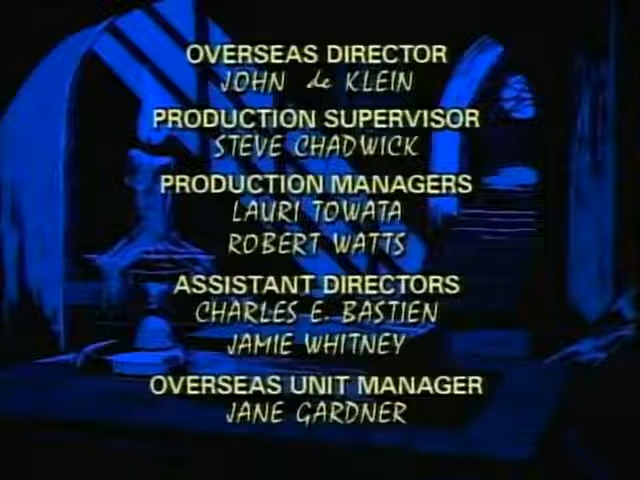 OVERSEAS DIRECTOR
JOHN de KLEIN
PRODUCTION SUPERVISOR
STEVE CHADWICK
PRODUCTION MANAGERS
LAURI TOWATA
ROBERT WATTS
ASSISTANT DIRECTORS
CHARLES E. BASTIEN
JAMIE WHITNEY
OVERSEAS UNIT MANAGER
JANE GARDNER